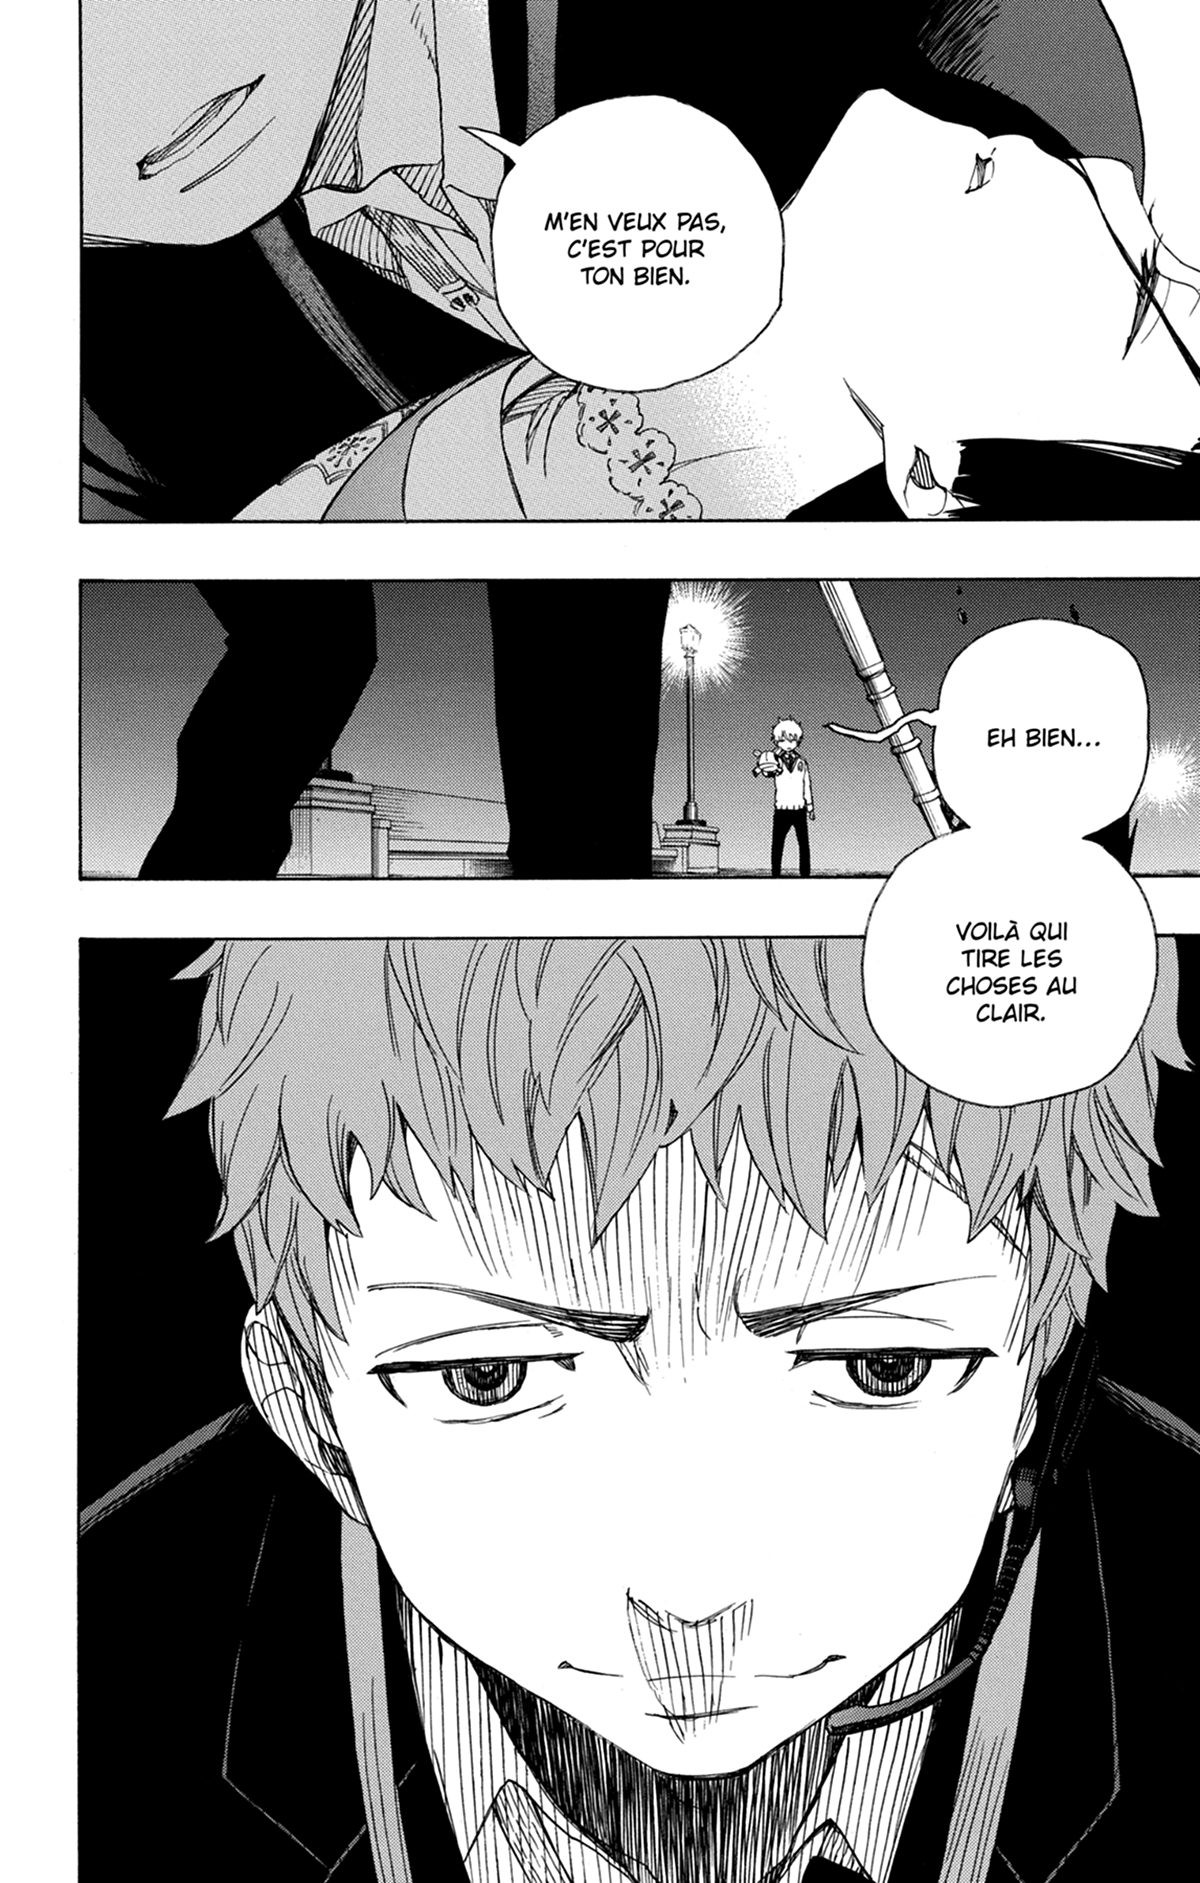 M'EN VEUX PAS,
C'EST POUR
TON BIEN.
EH BIEN...
VOILÀ QUI
TIRE LES
CHOSES AU
CLAIR.